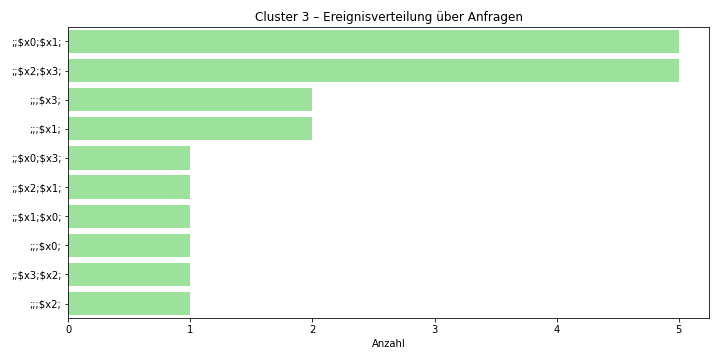 Cluster 3 – Ereignisverteilung über Anfragen
;;$x0;$x1;
;;$x2;$x3;
;;;$x3;
;;;$x1;
;;$x0;$x3;
;;$x2;$x1;
;;$x1;$x0;
;;;$x0;
;;$x3;$x2;
;;;$x2;
0 1 2 3 4 5
Anzahl